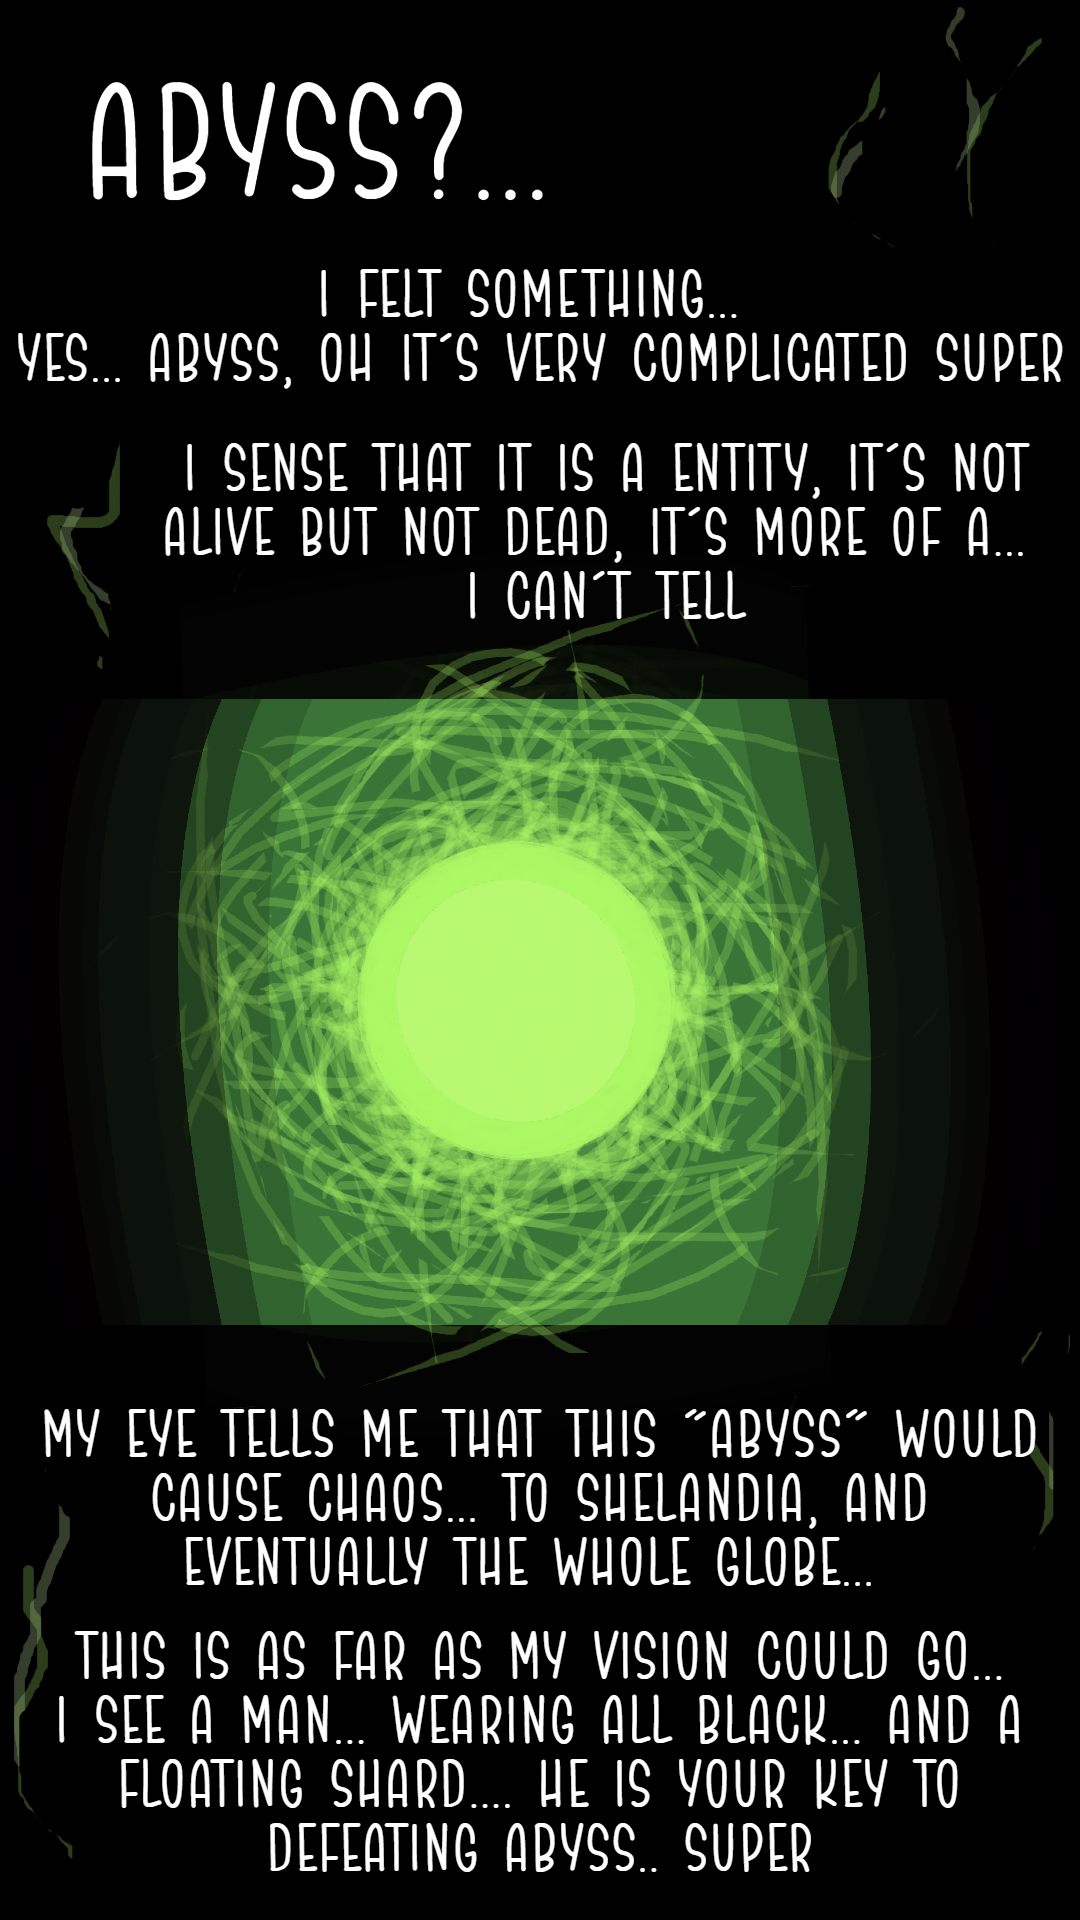 ABYSS?...
I FELT SOMETHING...
YES... ABYSS, OH IT´S VERY COMPLICATED SUPER
I SENSE THAT IT IS A ENTITY, IT´S NOT
ALIVE BUT NOT DEAD, IT´S MORE OF A...
I CAN´T TELL
MY EYE TELLS ME THAT THIS "ABYSS" WOULD
CAUSE CHAOS... TO SHELANDIA, AND
EVENTUALLY THE WHOLE GLOBE...
THIS IS AS FAR AS MY VISION COULD GO...
I SEE A MAN... WEARING ALL BLACK... AND A
FLOATING SHARD.... HE IS YOUR KEY TO
DEFEATING ABYSS.. SUPER